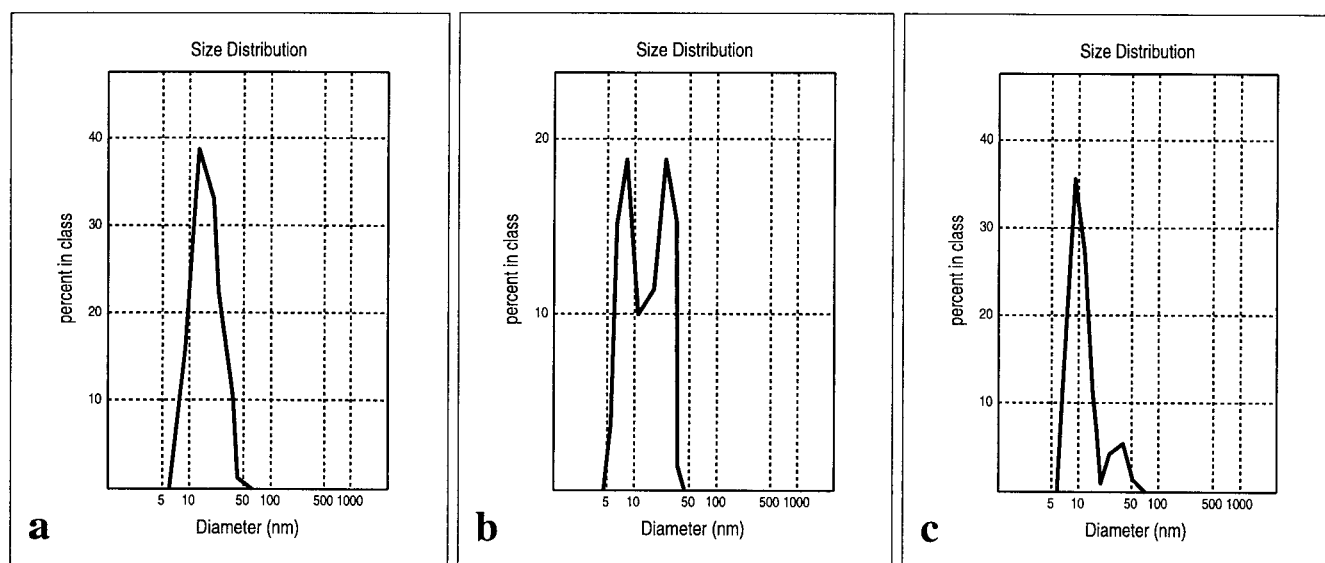 Size Distribution
percent in class
40
30
20
10
5 10 50 100 500 1000
Diameter (nm)
a
Size Distribution
percent in class
20
10
5 10 50 100 500 1000
Diameter (nm)
b
Size Distribution
percent in class
40
30
20
10
5 10 50 100 500 1000
Diameter (nm)
c